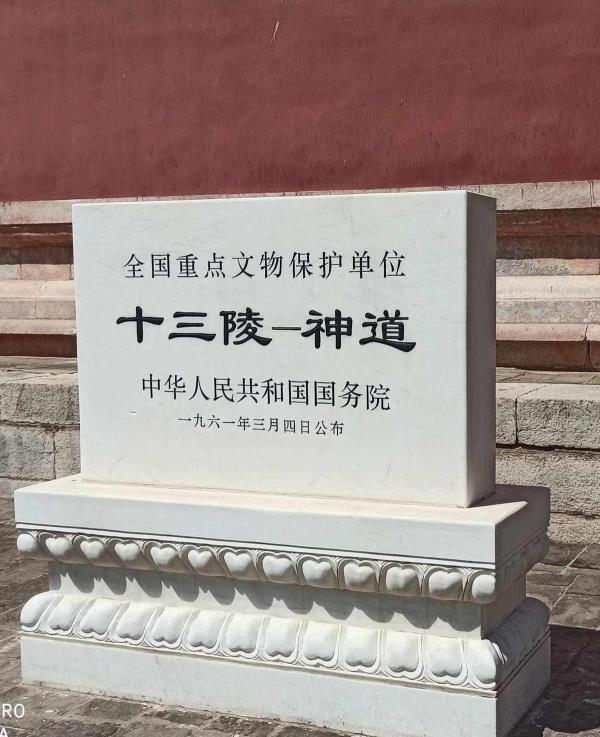 全国重点文物保护单位
十三陵—神道
中华人民共和国国务院
一九六一年三月四日公布
RO
A